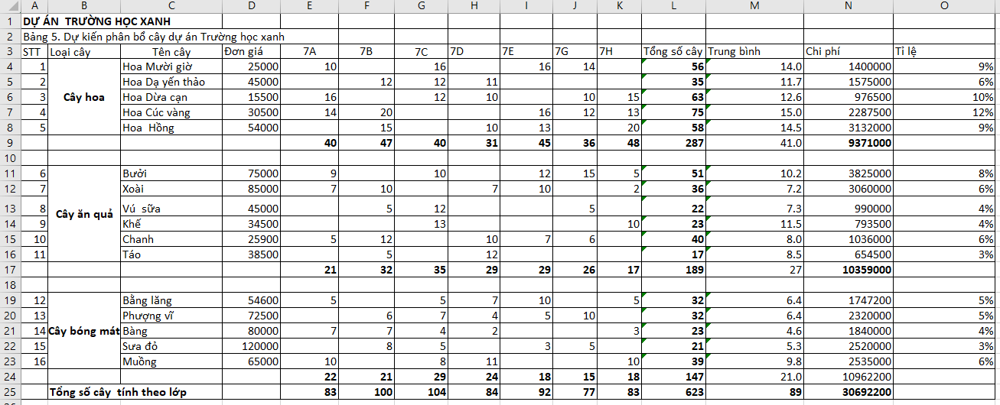 A B C D E F G H I J K L M N O
1 DỰ ÁN TRƯỜNG HỌC XANH
2 Bảng 5. Dự kiến phân bổ cây dự án Trường học xanh
3 STT Loại cây Tên cây Đơn giá 7A 7B 7C 7D 7E 7G 7H Tổng số cây Trung bình Chi phí Tỉ lệ
4 1 Hoa Mười giờ 25000 10 16 16 14 56 14.0 1400000 9%
5 2 Hoa Dạ yến thảo 45000 12 12 11 35 11.7 1575000 6%
6 3 Cây hoa Hoa Dừa cạn 15500 16 12 10 10 15 63 12.6 976500 10%
7 4 Hoa Cúc vàng 30500 14 20 16 12 13 75 15.0 2287500 12%
8 5 Hoa Hồng 54000 15 10 13 20 58 14.5 3132000 9%
9 40 47 40 31 45 36 48 287 41.0 9371000
10
11 6 Bưởi 75000 9 10 12 15 5 51 10.2 3825000 8%
12 7 Xoài 85000 7 10 7 10 2 36 7.2 3060000 6%
13 8 Cây ăn quả Vú sữa 45000 5 12 5 22 7.3 990000 4%
14 9 Khế 34500 13 10 23 11.5 793500 4%
15 10 Chanh 25900 5 12 10 7 6 40 8.0 1036000 6%
16 11 Táo 38500 5 12 17 8.5 654500 3%
17 21 32 35 29 29 26 17 189 27 10359000
18
19 12 Bằng lăng 54600 5 5 7 10 5 32 6.4 1747200 5%
20 13 Phượng vĩ 72500 6 7 4 5 10 32 6.4 2320000 5%
21 14 Cây bóng mát Bàng 80000 7 7 4 2 3 23 4.6 1840000 4%
22 15 Sưa đỏ 120000 8 5 3 5 21 5.3 2520000 3%
23 16 Muồng 65000 10 8 11 10 39 9.8 2535000 6%
24 22 21 29 24 18 15 18 147 21.0 10962200
25 Tổng số cây tính theo lớp 83 100 104 84 92 77 83 623 89 30692200